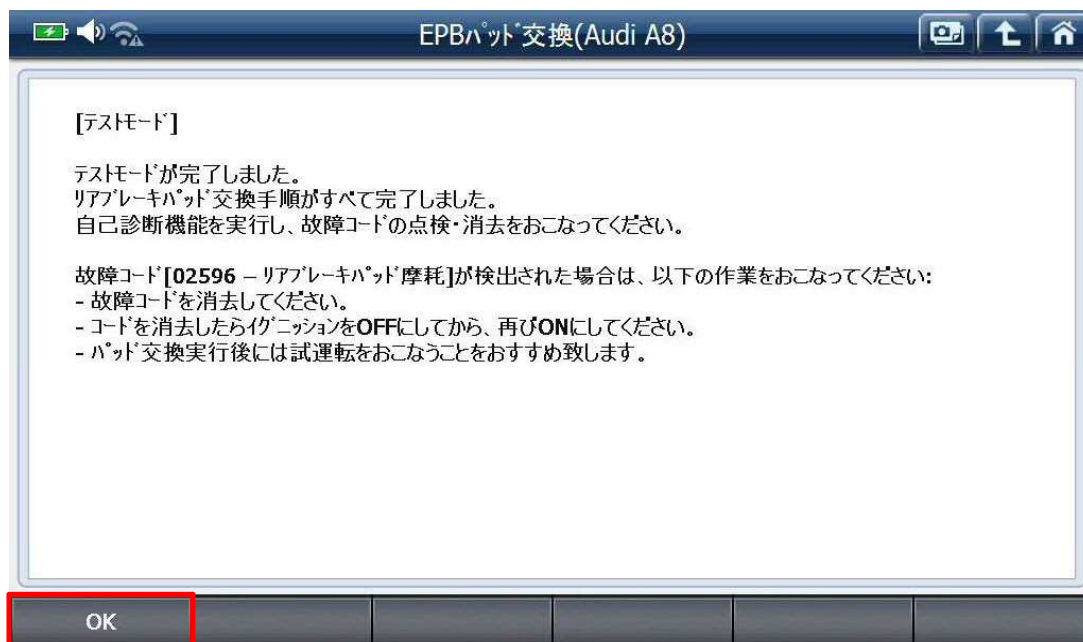 EPBﾊﾟｯﾄﾞ交換(Audi A8)
[ﾃｽﾄﾓｰﾄﾞ]
ﾃｽﾄﾓｰﾄﾞが完了しました。
ﾘｱﾌﾞﾚｰｷﾊﾟｯﾄﾞ交換手順がすべて完了しました。
自己診断機能を実行し、故障ｺｰﾄﾞの点検・消去をおこなってください。
故障ｺｰﾄﾞ[02596 – ﾘｱﾌﾞﾚｰｷﾊﾟｯﾄﾞ摩耗]が検出された場合は、以下の作業をおこなってください:
- 故障ｺｰﾄﾞを消去してください。
- ｺｰﾄﾞを消去したらｲｸﾞﾆｯｼｮﾝをOFFにしてから、再びONにしてください。
- ﾊﾟｯﾄﾞ交換実行後には試運転をおこなうことをおすすめ致します。
OK